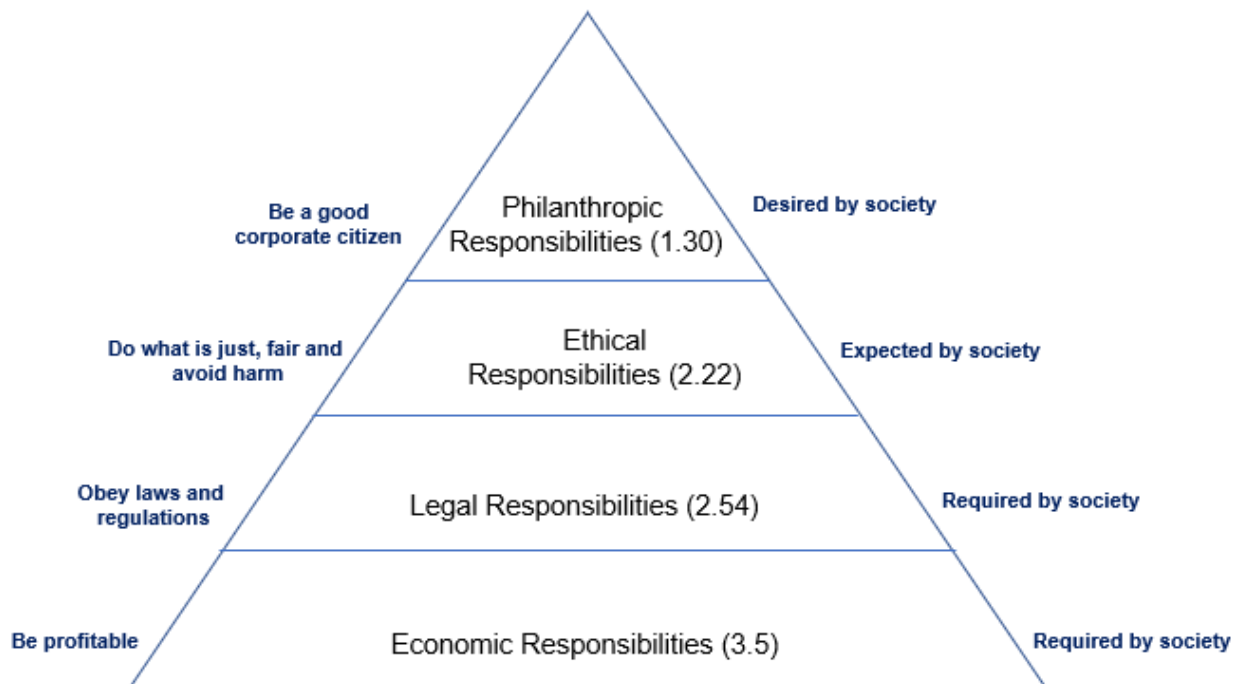 Philanthropic
Responsibilities (1.30)
Be a good
corporate citizen
Desired by society
Ethical
Responsibilities (2.22)
Do what is just, fair and
avoid harm
Expected by society
Legal Responsibilities (2.54)
Obey laws and
regulations
Required by society
Economic Responsibilities (3.5)
Be profitable
Required by society